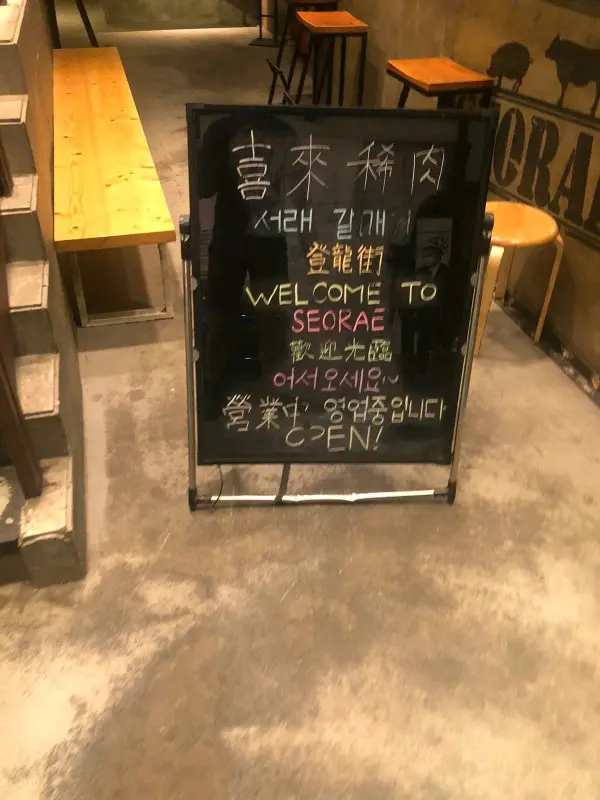 喜來稀肉
서래 갈매
登龍街
WELCOME TO
SEORAE
歡迎光臨
어서오세요~
營業中 영업중입니다
OPEN!